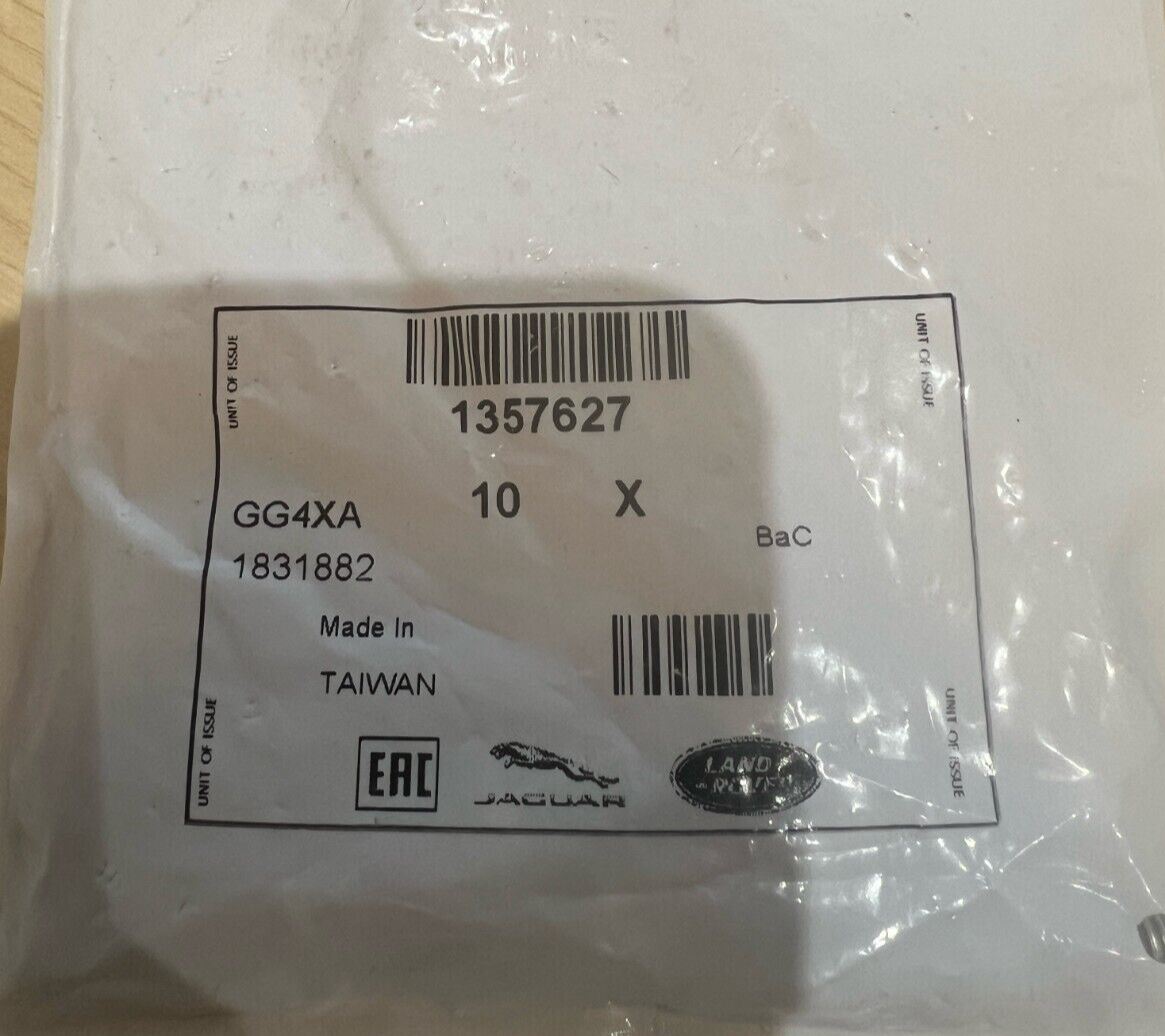 UNIT OF ISSUE
UNIT OF ISSUE
1357627
GG4XA
10 X
BaC
1831882
Made In
TAIWAN
UNIT OF ISSUE
UNIT OF ISSUE
EAC
JAGUAR
LAND
ROVER